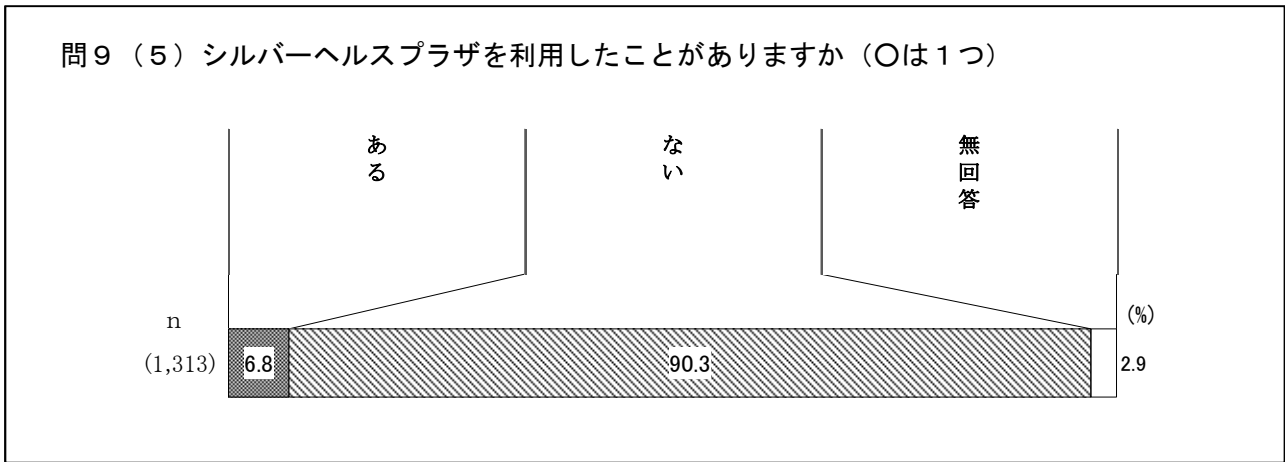 問９（５）シルバーヘルスプラザを利用したことがありますか（〇は１つ）
ある
ない
無回答
n
(%)
(1,313)
6.8
90.3
2.9